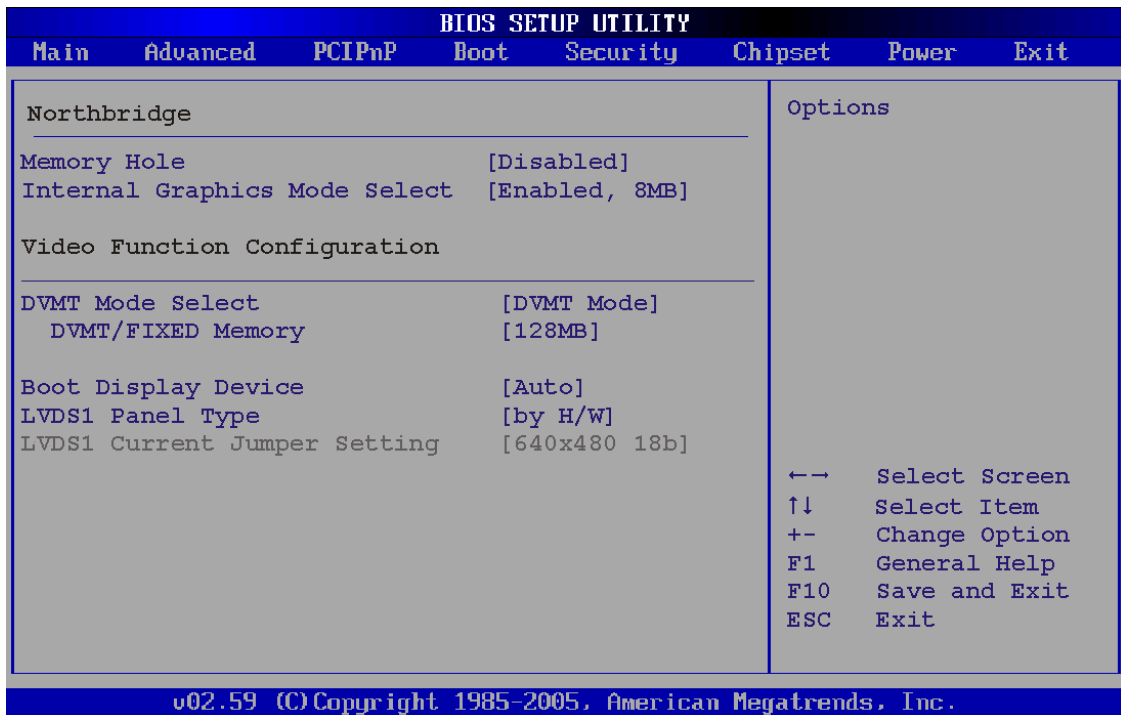 BIOS SETUP UTILITY
Main Advanced PCIPnP Boot Security Chipset Power Exit
Northbridge
Memory Hole [Disabled]
Internal Graphics Mode Select [Enabled, 8MB]
Video Function Configuration
DVMT Mode Select [DVMT Mode]
DVMT/FIXED Memory [128MB]
Boot Display Device [Auto]
LVDS1 Panel Type [by H/W]
LVDS1 Current Jumper Setting [640x480 18b]
Options
←→ Select Screen
↑↓ Select Item
+- Change Option
F1 General Help
F10 Save and Exit
ESC Exit
v02.59 (C)Copyright 1985-2005, American Megatrends, Inc.